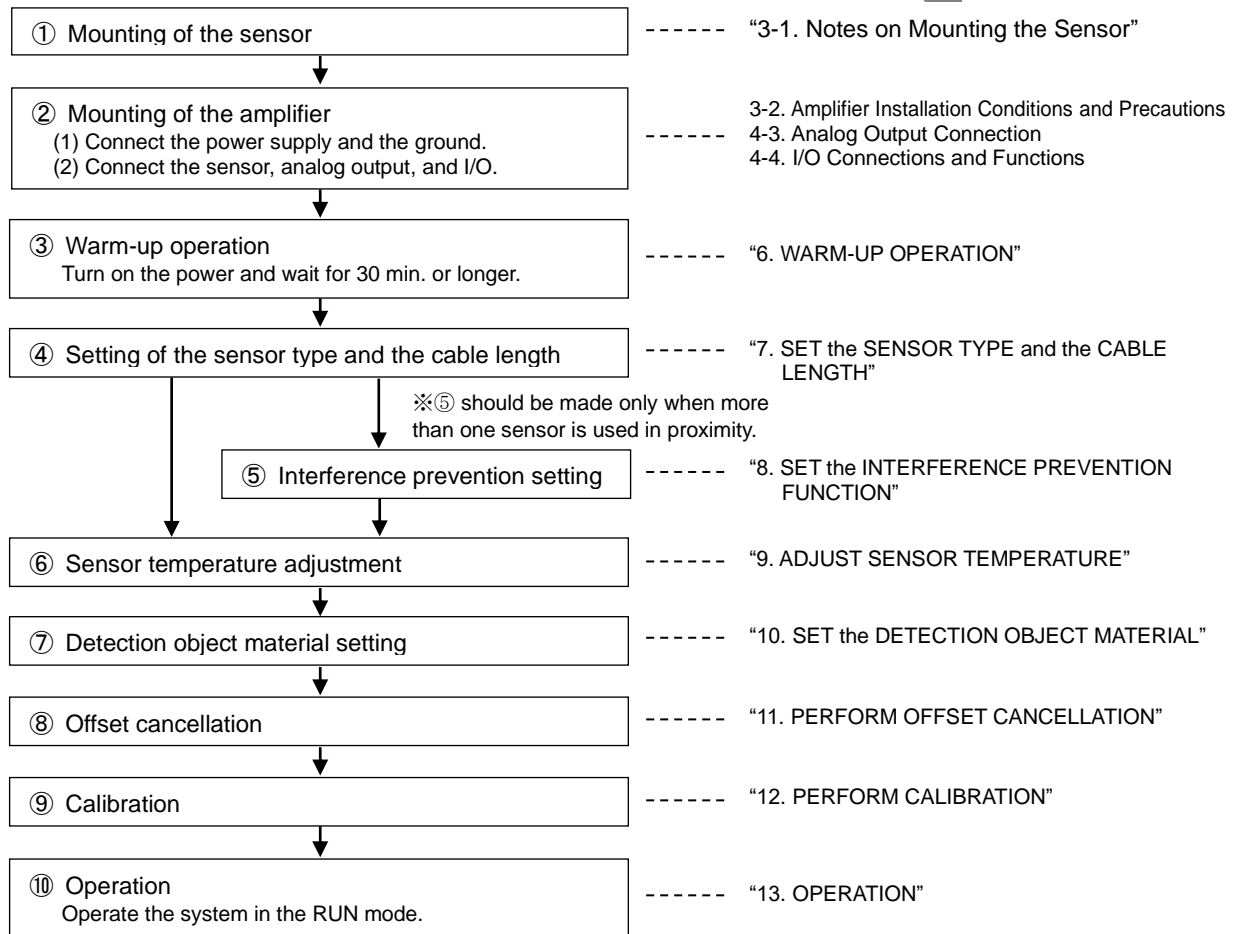 ① Mounting of the sensor
“3-1. Notes on Mounting the Sensor”
② Mounting of the amplifier
(1) Connect the power supply and the ground.
(2) Connect the sensor, analog output, and I/O.
3-2. Amplifier Installation Conditions and Precautions
4-3. Analog Output Connection
4-4. I/O Connections and Functions
③ Warm-up operation
Turn on the power and wait for 30 min. or longer.
“6. WARM-UP OPERATION”
④ Setting of the sensor type and the cable length
“7. SET the SENSOR TYPE and the CABLE
LENGTH”
※⑤ should be made only when more
than one sensor is used in proximity.
⑤ Interference prevention setting
“8. SET the INTERFERENCE PREVENTION
FUNCTION”
⑥ Sensor temperature adjustment
“9. ADJUST SENSOR TEMPERATURE”
⑦ Detection object material setting
“10. SET the DETECTION OBJECT MATERIAL”
⑧ Offset cancellation
“11. PERFORM OFFSET CANCELLATION”
⑨ Calibration
“12. PERFORM CALIBRATION”
⑩ Operation
Operate the system in the RUN mode.
“13. OPERATION”